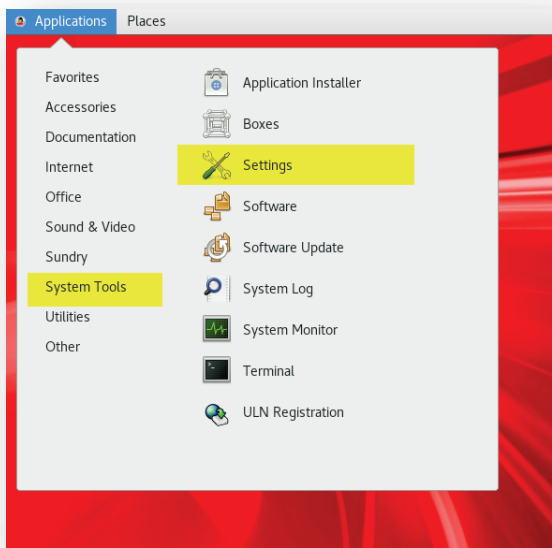 Applications Places
Favorites
Accessories
Documentation
Internet
Office
Sound & Video
Sundry
System Tools
Utilities
Other
Application Installer
Boxes
Settings
Software
Software Update
System Log
System Monitor
Terminal
ULN Registration